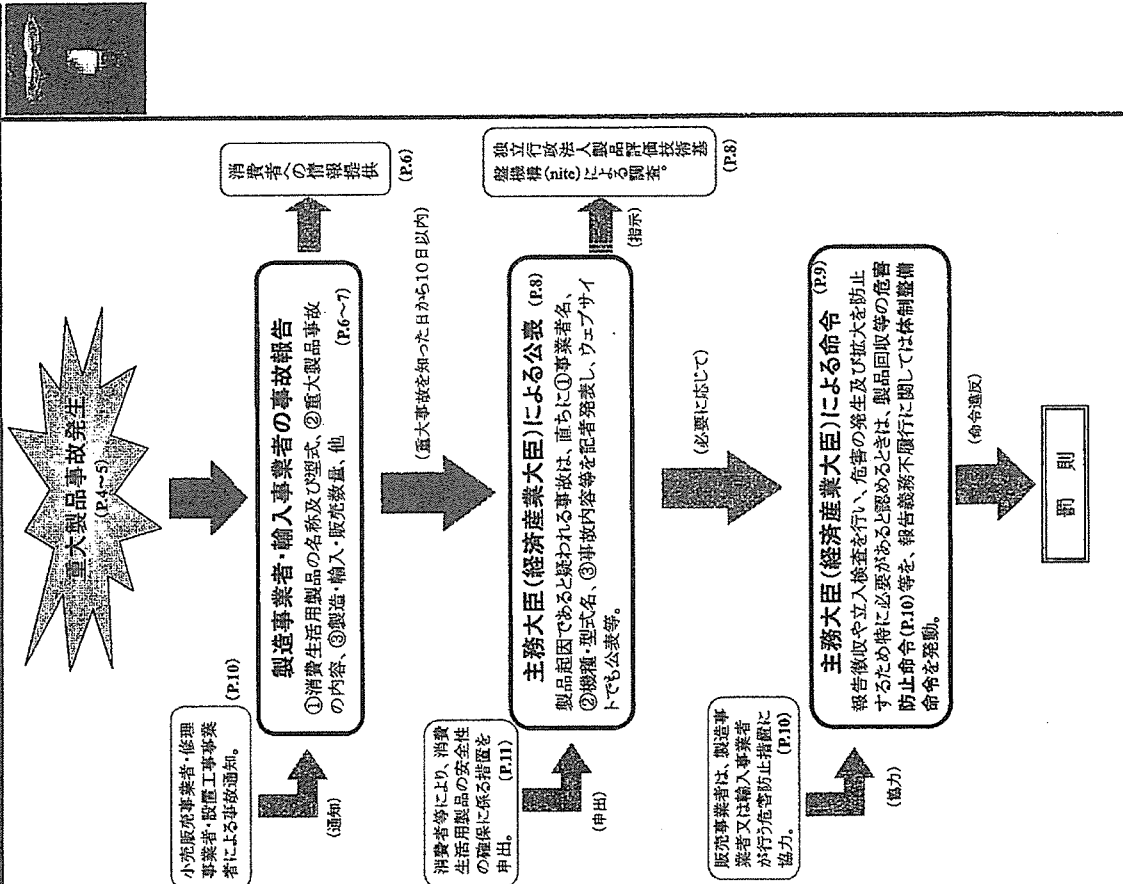 重大製品事故発生
(P.4～5)
小売販売事業者・修理
事業者・設置工事事業
者による事故通知。
(P.10)
(通知)
製造事業者・輸入事業者の事故報告
①消費生活用製品の名称及び型式、②重大製品事故
の内容、③製造・輸入・販売数量、他
(P.6～7)
消費者への情報
提供
(P.6)
(重大事故を知った日から10日以内)
消費者等により、消費
生活用製品の安全性
の確保に係る措置を
申出。 (P.11)
(申出)
主務大臣(経済産業大臣)による公表 (P.8)
製品起因であると疑われる事故は、直ちに①事業者名、
②機種・型式名、③事故内容等を記者発表し、ウェブサイ
トでも公表等。
(指示)
独立行政法人製品評価技術基
盤機構(nite)による調査。
(P.8)
(必要に応じて)
販売事業者は、製造事
業者又は輸入事業者
が行う危害防止措置に
協力。 (P.10)
(協力)
主務大臣(経済産業大臣)による命令 (P.9)
報告徴収や立入検査を行い、危害の発生及び拡大を防止
するため特に必要があると認めるときは、製品回収等の危害
防止命令(P.10)等を、報告義務不履行に関しては体制整備
命令を発動。
(命令違反)
罰則